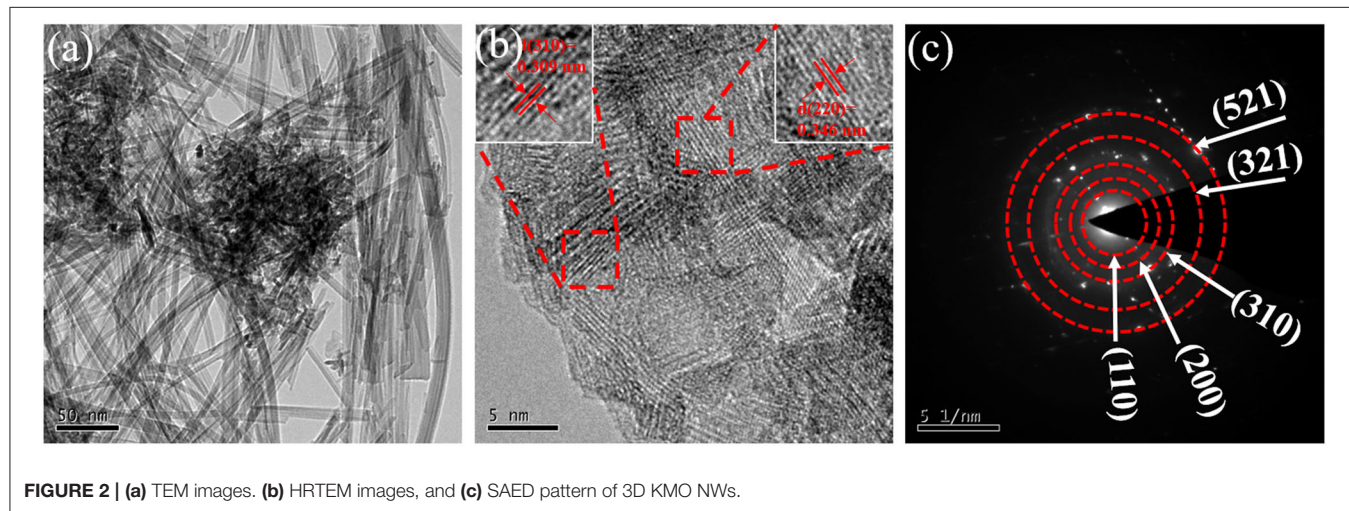 (a)
50 nm
(b)
d(310)=
0.309 nm
d(220)=
0.346 nm
5 nm
(c)
(521)
(321)
(310)
(200)
(110)
5 1/nm
FIGURE 2 | (a) TEM images. (b) HRTEM images, and (c) SAED pattern of 3D KMO NWs.